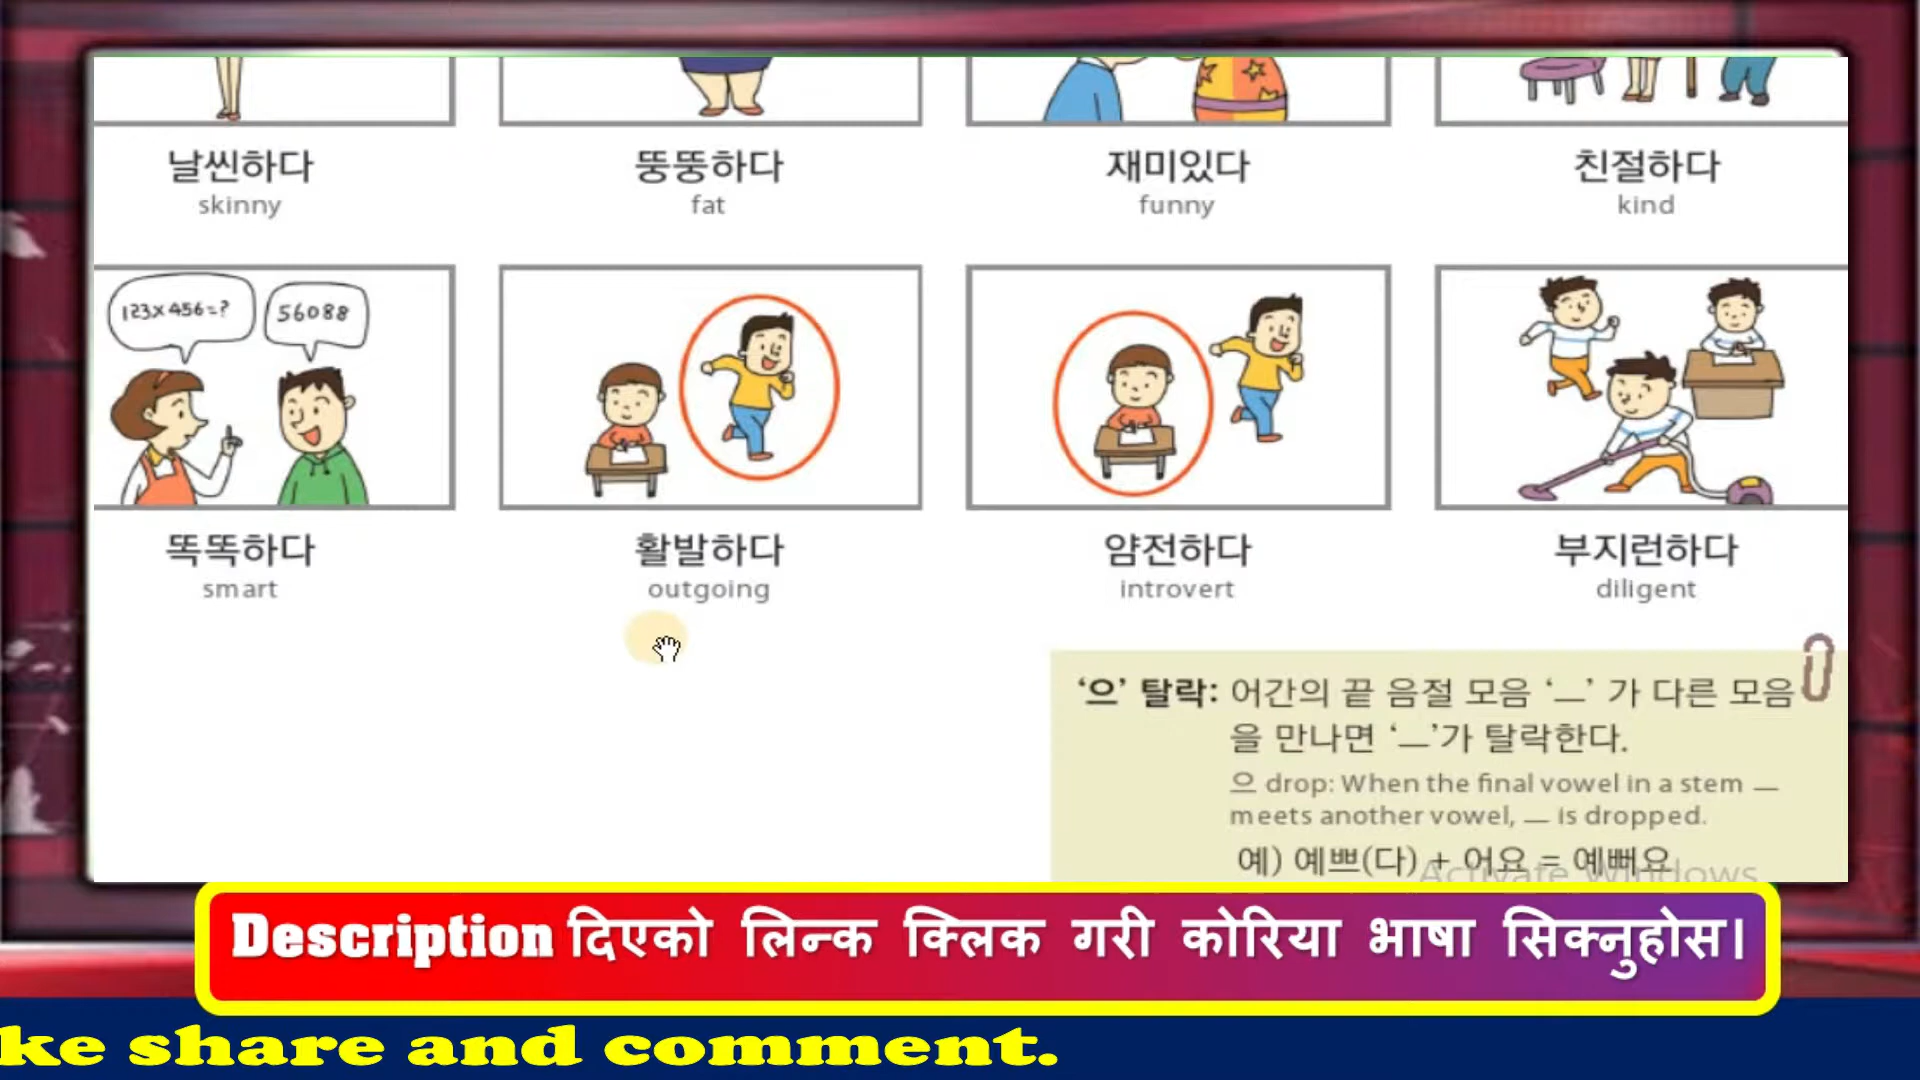 날씬하다 뚱뚱하다 재미있다 친절하다
skinny fat funny kind
123x456=? 56088
똑똑하다 활발하다 얌전하다 부지런하다
smart outgoing introvert diligent
‘으’ 탈락: 어간의 끝 음절 모음 ‘ㅡ’ 가 다른 모음
을 만나면 ‘ㅡ’가 탈락한다.
으 drop: When the final vowel in a stem ㅡ
meets another vowel, ㅡ is dropped.
예) 예쁘(다) + 어요 = 예뻐요
Activate Windows
Description दिएको लिन्क क्लिक गरी कोरिया भाषा सिक्नुहोस।
ke share and comment.